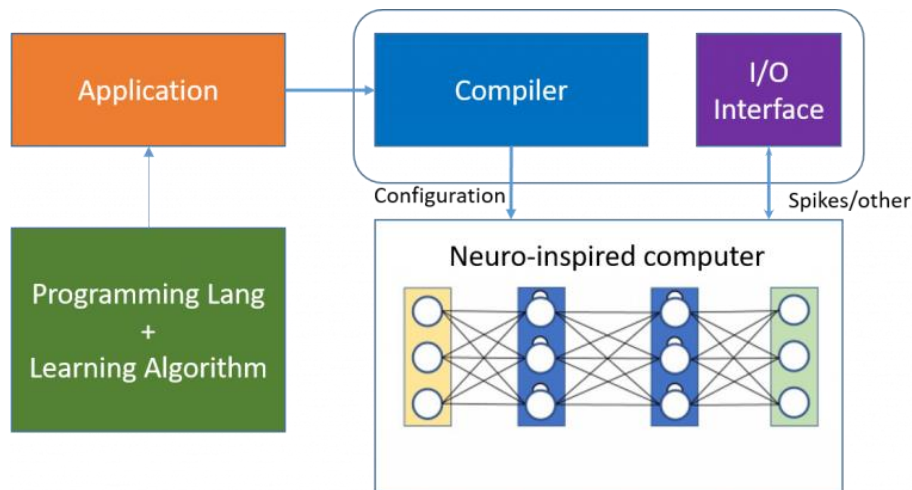 Application
Compiler
I/O
Interface
Configuration
Spikes/other
Programming Lang
+
Learning Algorithm
Neuro-inspired computer